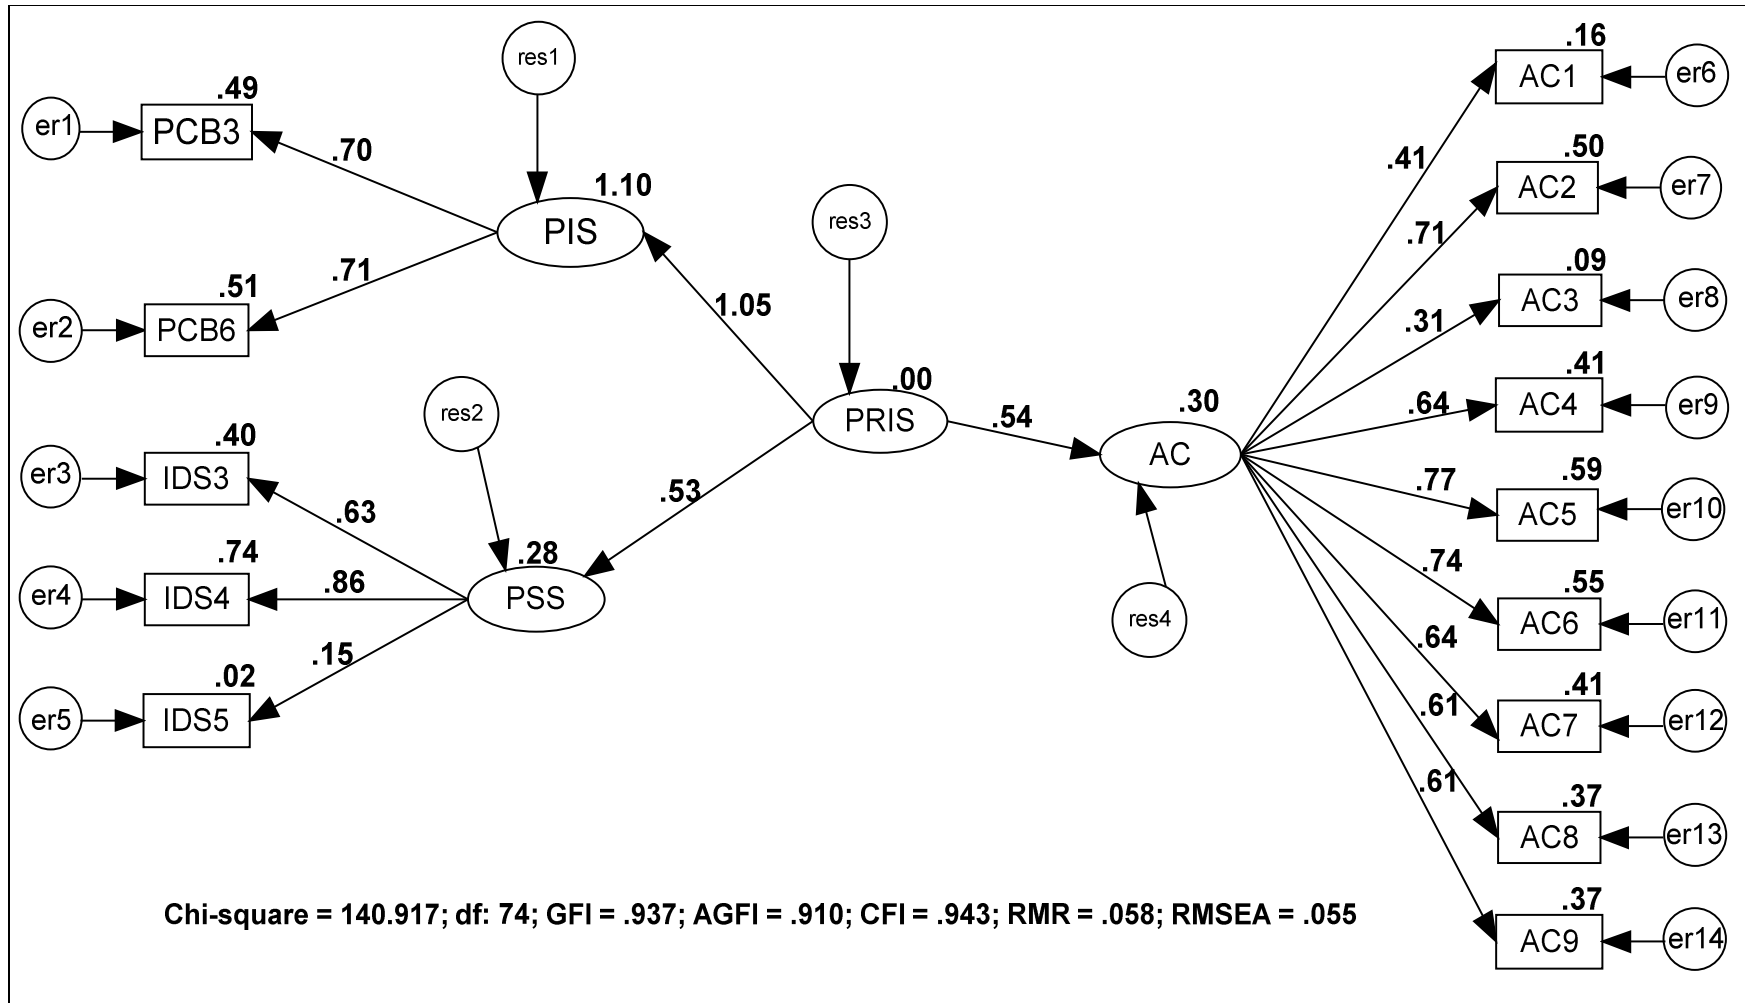 res1
.16
AC1
er6
.49
er1
PCB3
.70
.41
.50
AC2
er7
1.10
PIS
res3
.71
.09
AC3
er8
.51
er2
PCB6
.71
1.05
.31
.41
AC4
er9
res2
.00
PRIS
.54
.30
AC
.64
.40
er3
IDS3
.63
.53
.77
.59
AC5
er10
.74
er4
IDS4
.86
.28
PSS
res4
.74
.55
AC6
er11
.15
.02
er5
IDS5
.64
.41
AC7
er12
.61
.37
AC8
er13
.61
.37
AC9
er14
Chi-square = 140.917; df: 74; GFI = .937; AGFI = .910; CFI = .943; RMR = .058; RMSEA = .055